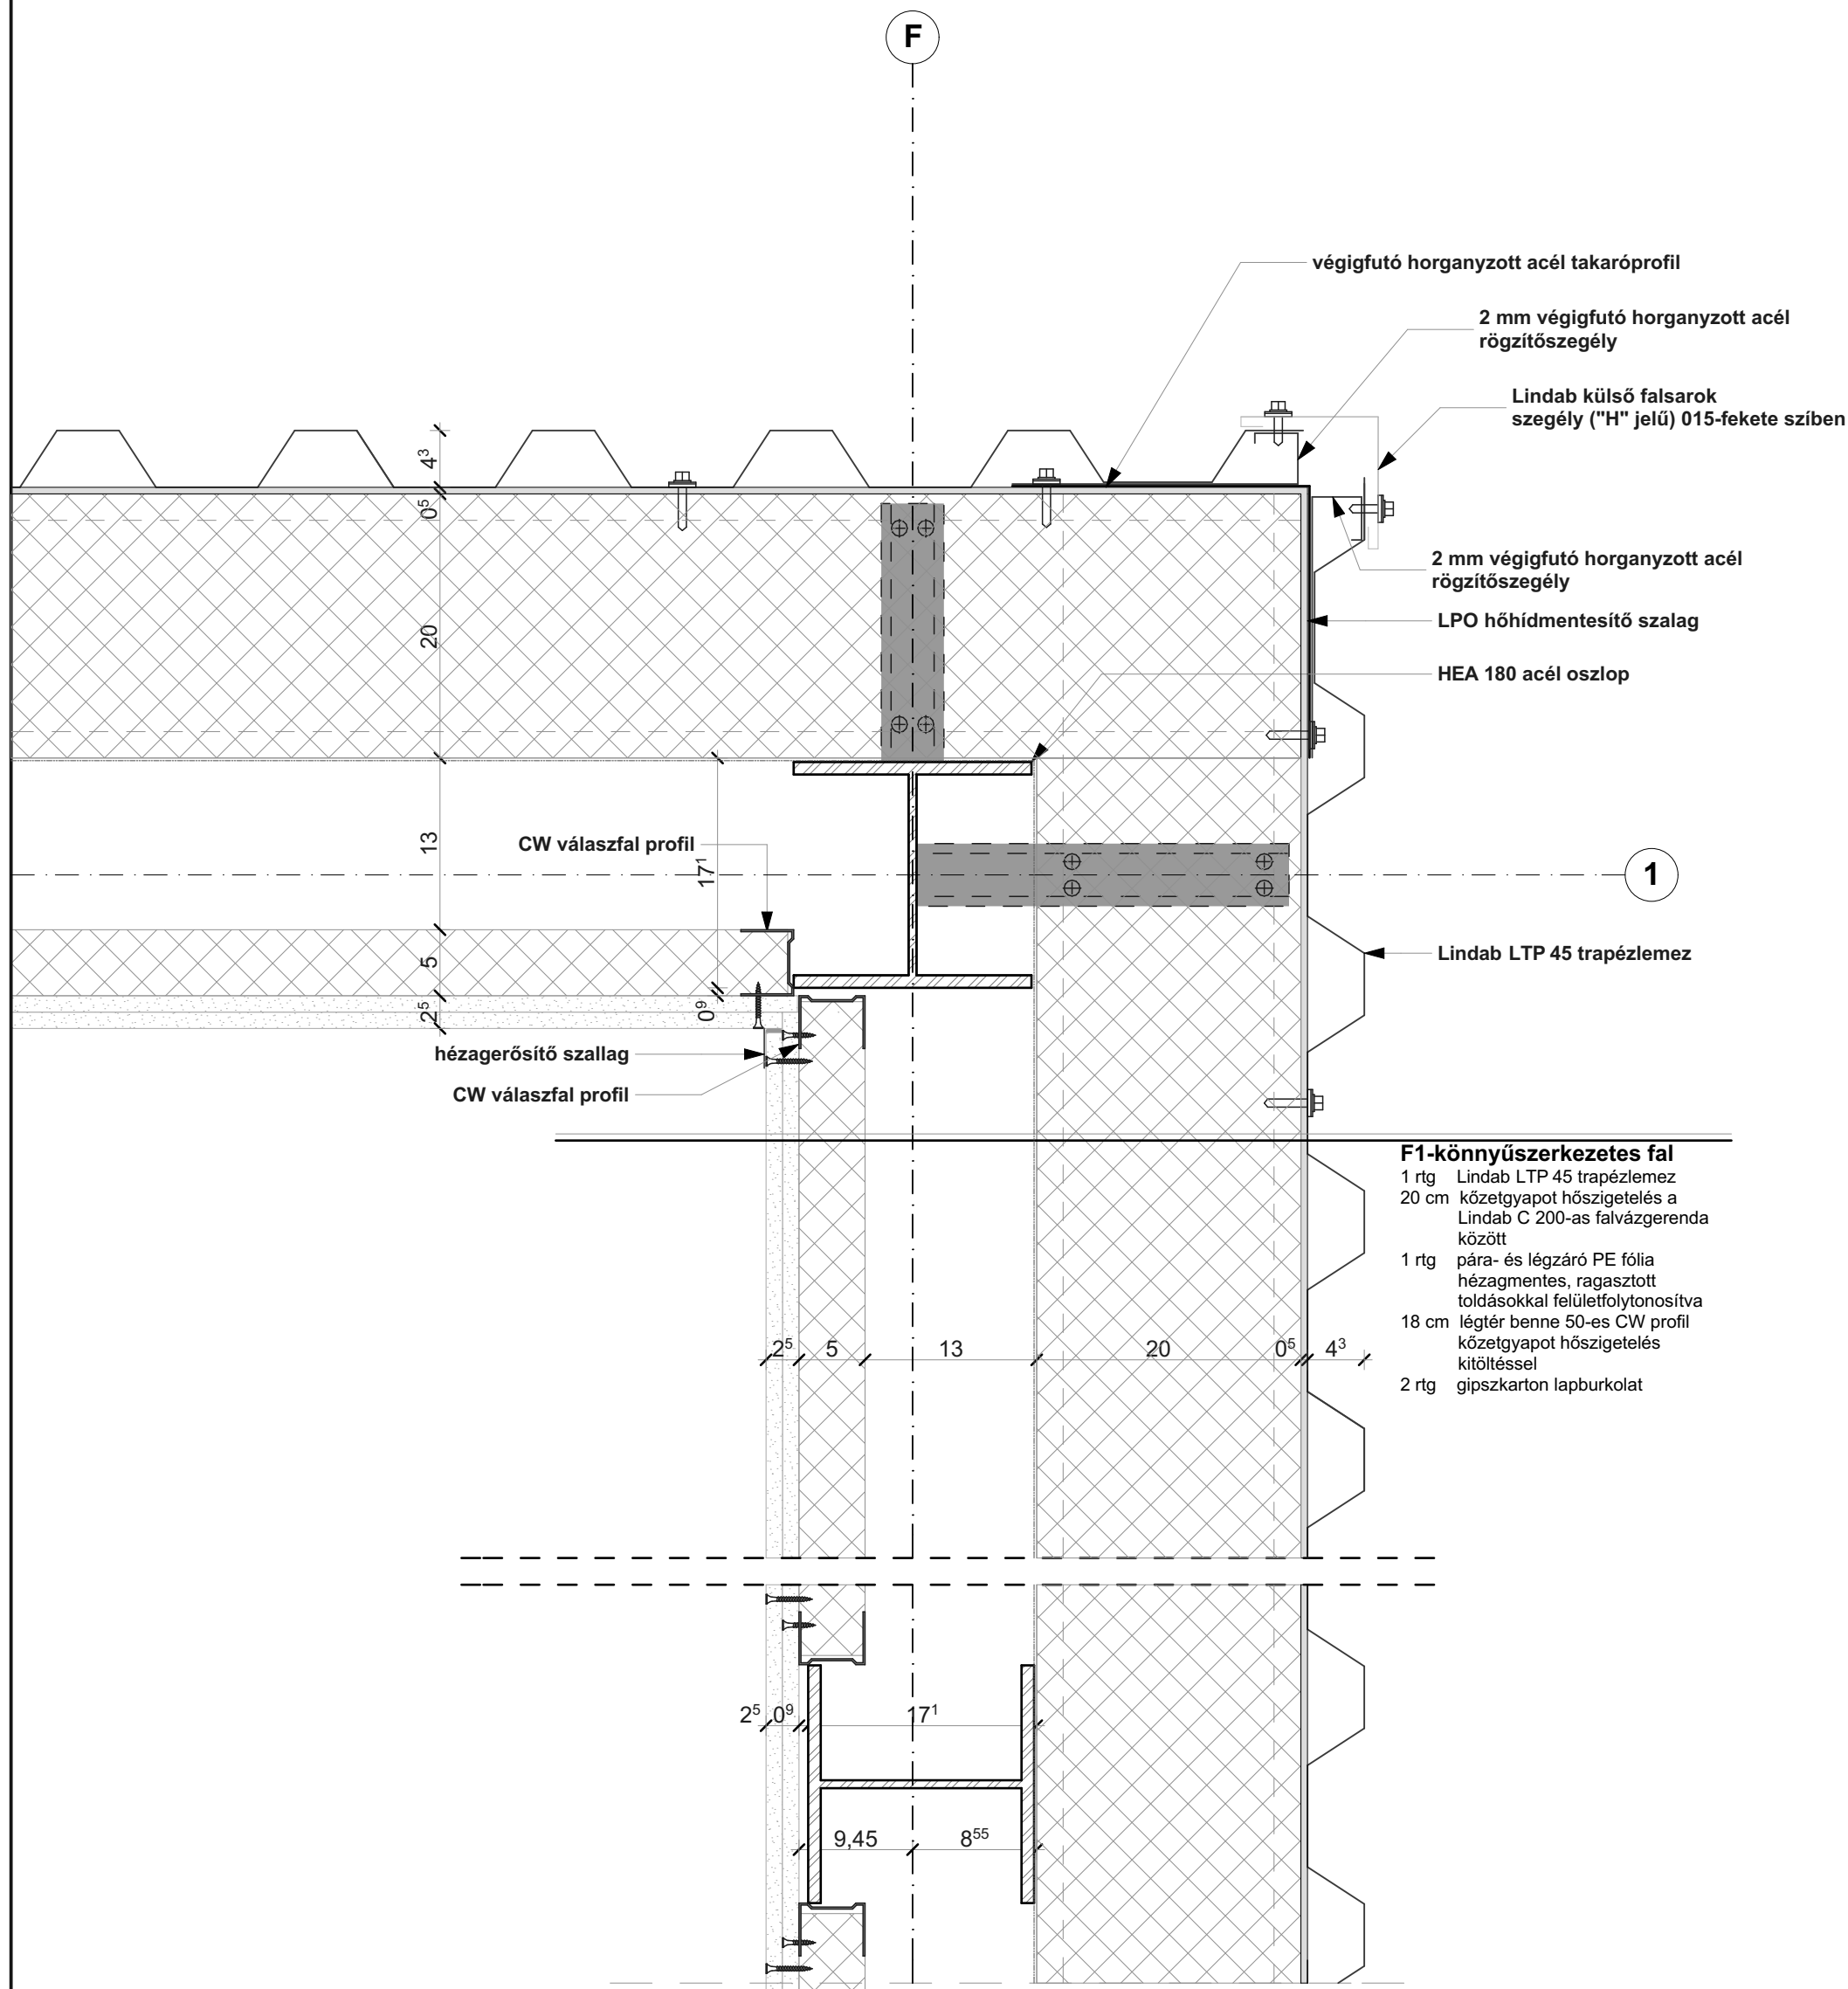 F
végigfutó horganyzott acél takaróprofil
2 mm végigfutó horganyzott acél
rögzítőszegély
Lindab külső falsarok
szegély ("H" jelű) 015-fekete szíben
4³
0⁵
2 mm végigfutó horganyzott acél
rögzítőszegély
LPO hőhídmentesítő szalag
20
HEA 180 acél oszlop
CW válaszfal profil
13
17¹
1
Lindab LTP 45 trapézlemez
5
2⁵
0⁹
hézagerősítő szallag
CW válaszfal profil
F1-könnyűszerkezetes fal
1 rtg Lindab LTP 45 trapézlemez
20 cm kőzetgyapot hőszigetelés a
Lindab C 200-as falvázgerenda
között
1 rtg pára- és légzáró PE fólia
hézagmentes, ragasztott
toldásokkal felületfolytonosítva
18 cm légtér benne 50-es CW profil
kőzetgyapot hőszigetelés
kitöltéssel
2 rtg gipszkarton lapburkolat
2⁵ 5 13 20 0⁵ 4³
2⁵ 0⁹ 17¹
9,45 8⁵⁵